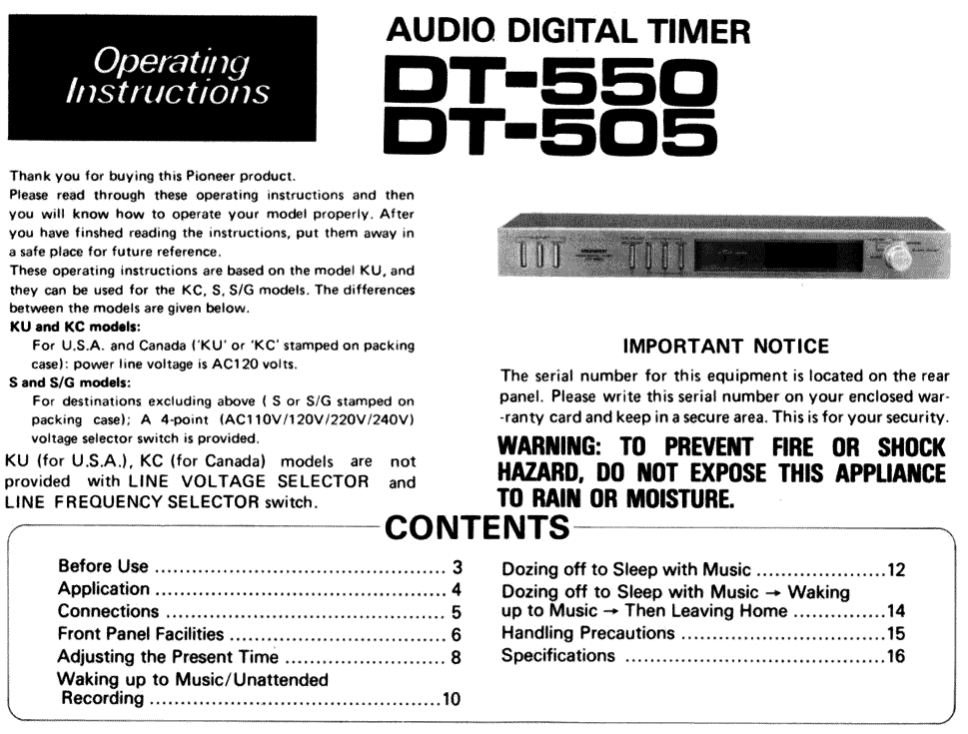 Operating
Instructions
AUDIO DIGITAL TIMER
DT-550
DT-505
Thank you for buying this Pioneer product.
Please read through these operating instructions and then
you will know how to operate your model properly. After
you have finshed reading the instructions, put them away in
a safe place for future reference.
These operating instructions are based on the model KU, and
they can be used for the KC, S, S/G models. The differences
between the models are given below.
KU and KC models:
For U.S.A. and Canada ('KU' or 'KC' stamped on packing
case): power line voltage is AC120 volts.
S and S/G models:
For destinations excluding above ( S or S/G stamped on
packing case); A 4-point (AC110V/120V/220V/240V)
voltage selector switch is provided.
KU (for U.S.A.), KC (for Canada) models are not
provided with LINE VOLTAGE SELECTOR and
LINE FREQUENCY SELECTOR switch.
IMPORTANT NOTICE
The serial number for this equipment is located on the rear
panel. Please write this serial number on your enclosed war-
-ranty card and keep in a secure area. This is for your security.
WARNING: TO PREVENT FIRE OR SHOCK
HAZARD, DO NOT EXPOSE THIS APPLIANCE
TO RAIN OR MOISTURE.
CONTENTS
Before Use ............................................... 3
Application ............................................... 4
Connections ............................................. 5
Front Panel Facilities ................................... 6
Adjusting the Present Time .......................... 8
Waking up to Music/Unattended
Recording ...............................................10
Dozing off to Sleep with Music .....................12
Dozing off to Sleep with Music → Waking
up to Music → Then Leaving Home ...............14
Handling Precautions .................................15
Specifications ..........................................16